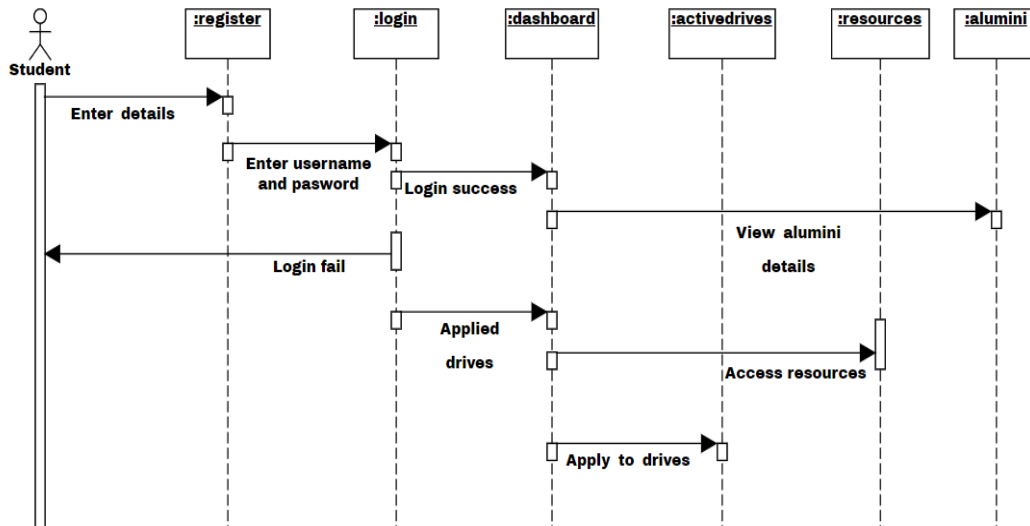 :register
:login
:dashboard
:activedrives
:resources
:alumini
Student
Enter details
Enter username
and pasword
Login success
View alumini
details
Login fail
Applied
drives
Access resources
Apply to drives